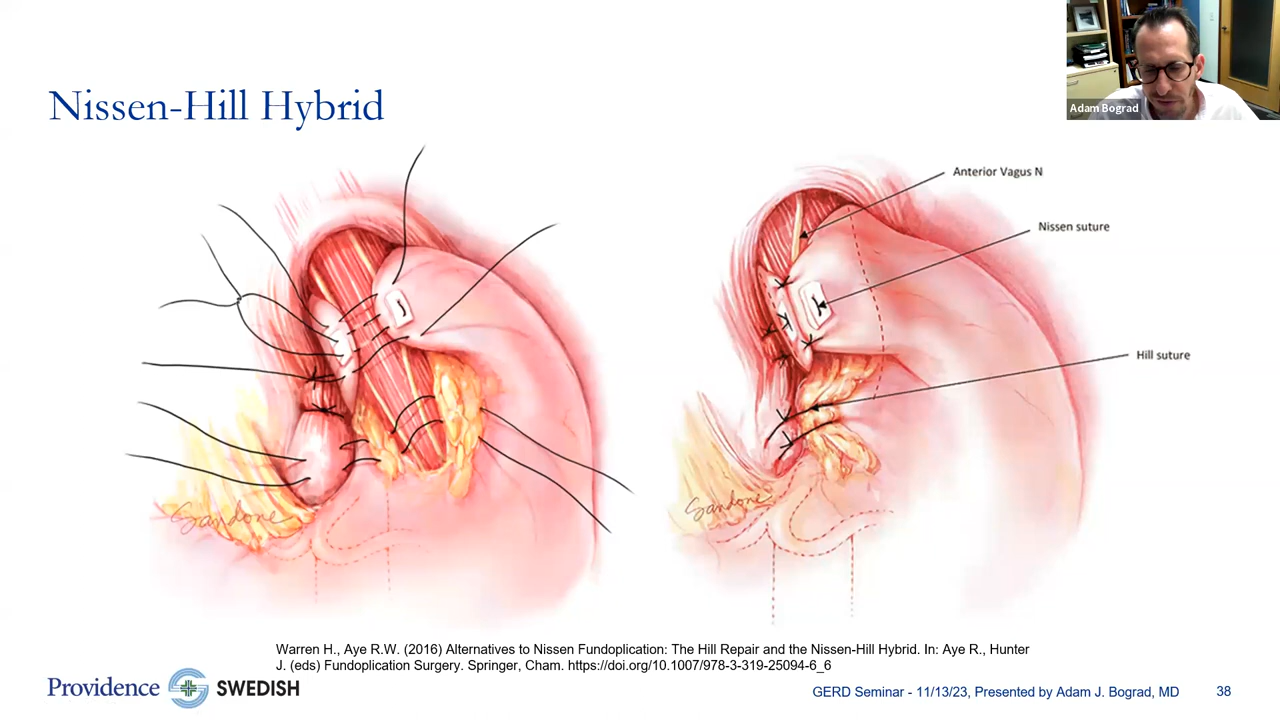 Adam Bograd
Nissen-Hill Hybrid
Anterior Vagus N
Nissen suture
Hill suture
Sandone
Sandone
Warren H., Aye R.W. (2016) Alternatives to Nissen Fundoplication: The Hill Repair and the Nissen-Hill Hybrid. In: Aye R., Hunter
J. (eds) Fundoplication Surgery. Springer, Cham. https://doi.org/10.1007/978-3-319-25094-6_6
Providence SWEDISH
GERD Seminar - 11/13/23, Presented by Adam J. Bograd, MD 38